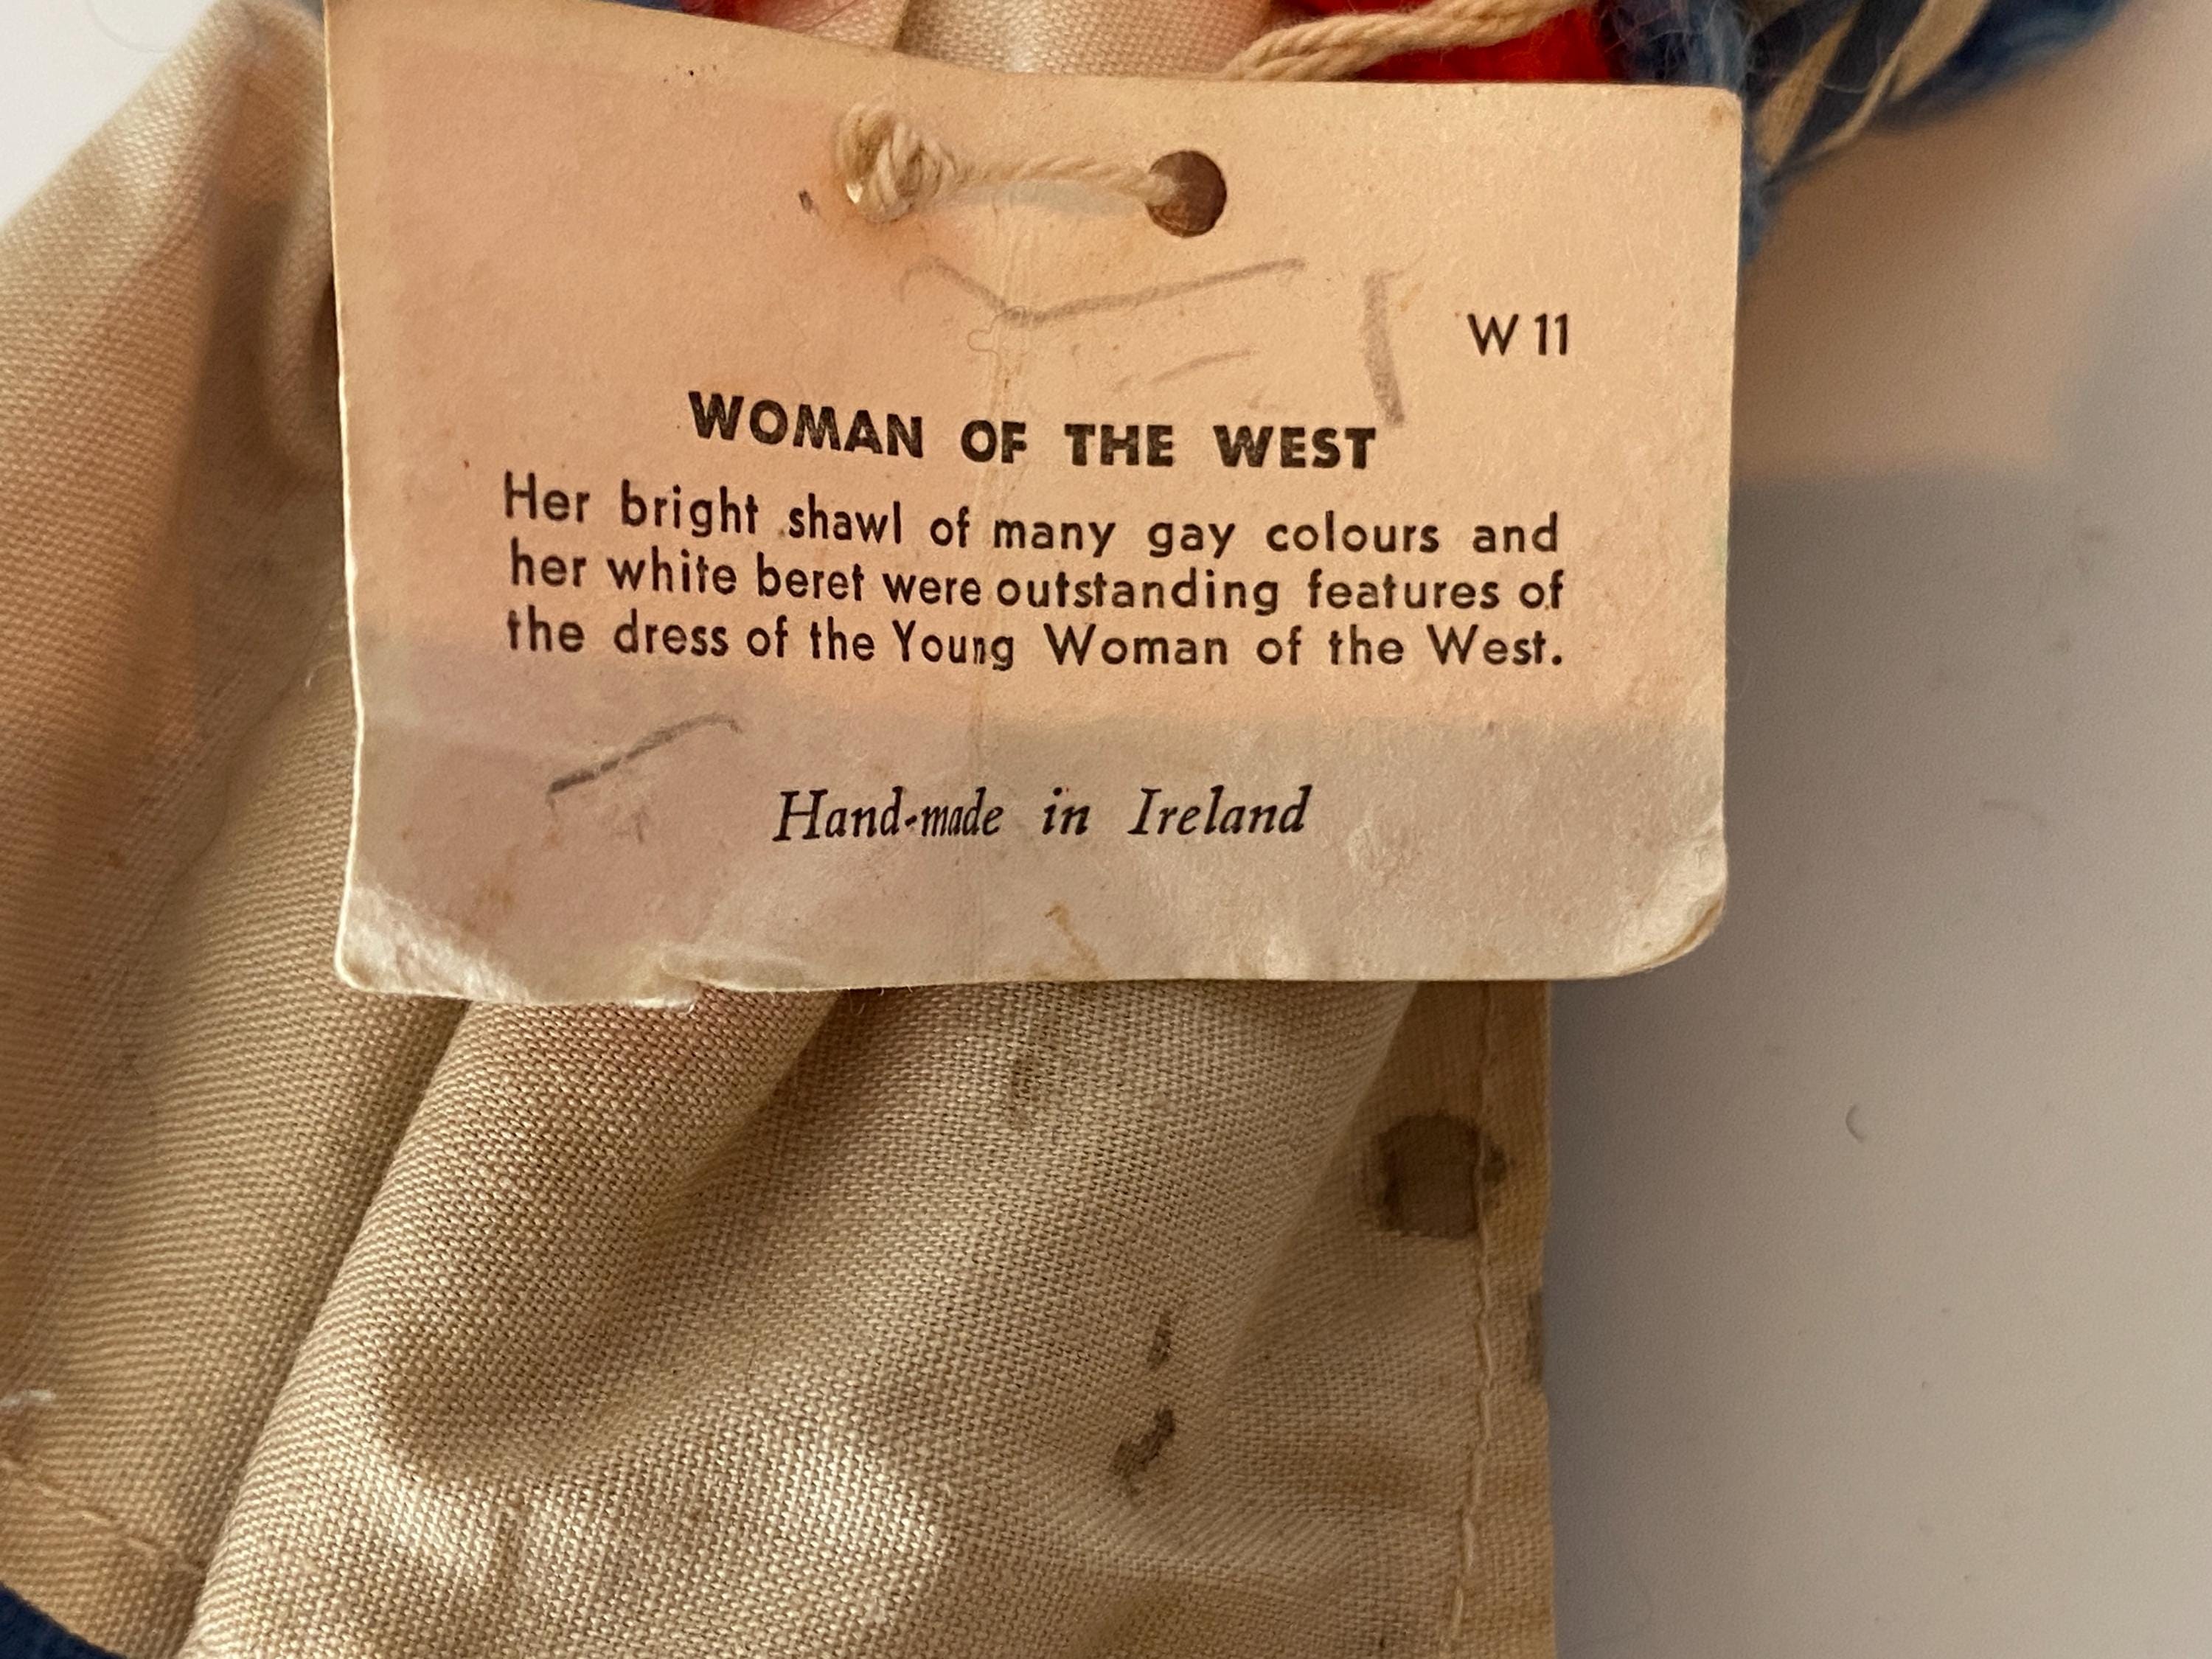 W 11
WOMAN OF THE WEST
Her bright shawl of many gay colours and
her white beret were outstanding features of
the dress of the Young Woman of the West.
Hand-made in Ireland